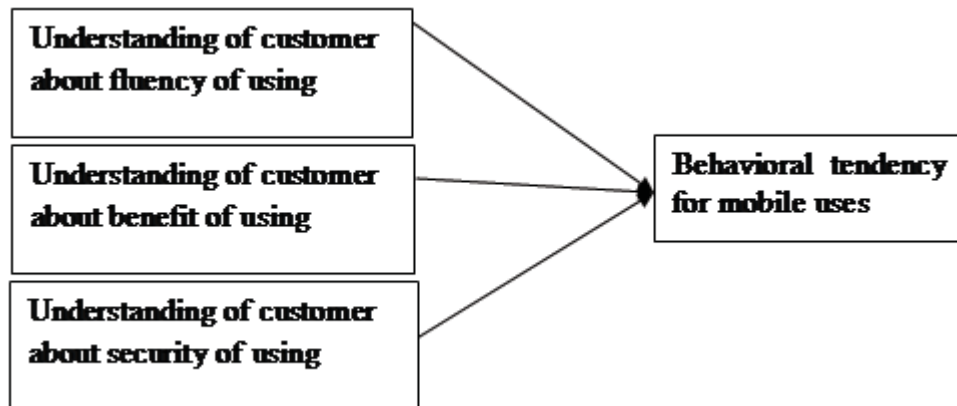 Understanding of customer
about fluency of using
Understanding of customer
about benefit of using
Understanding of customer
about security of using
Behavioral tendency
for mobile uses